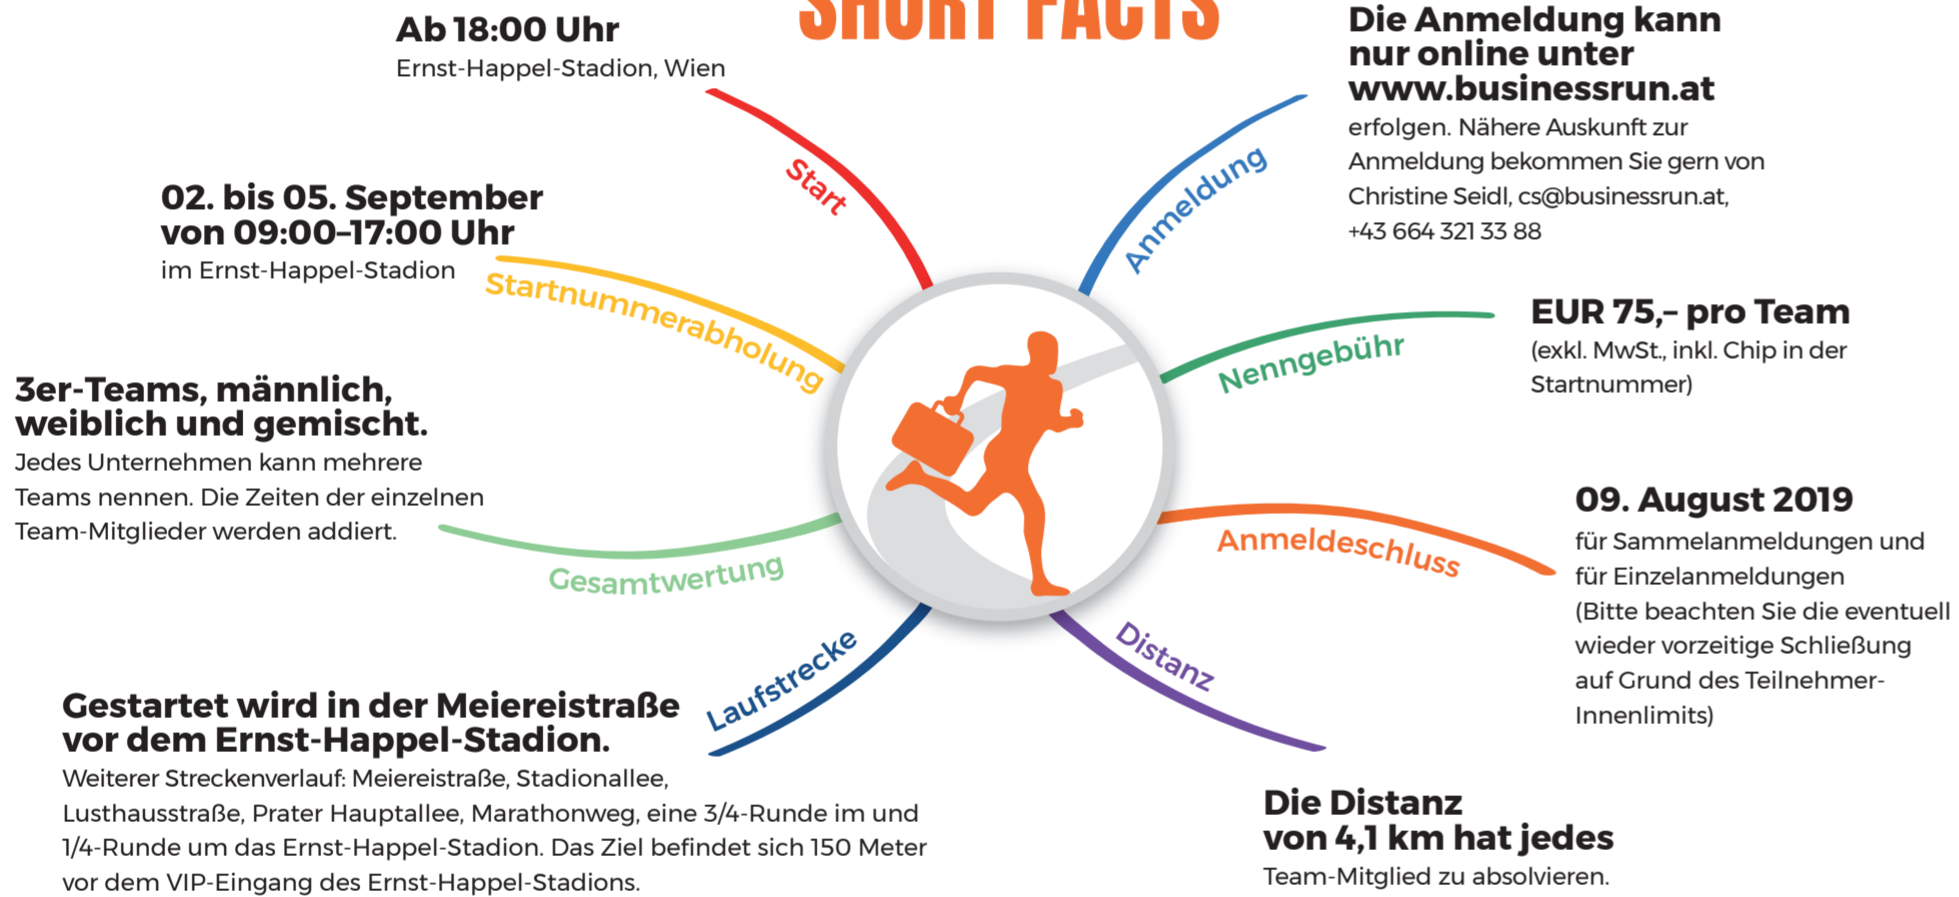 SHORT FACTS
Ab 18:00 Uhr
Ernst-Happel-Stadion, Wien
Start
02. bis 05. September
von 09:00–17:00 Uhr
im Ernst-Happel-Stadion
Startnummerabholung
3er-Teams, männlich,
weiblich und gemischt.
Jedes Unternehmen kann mehrere
Teams nennen. Die Zeiten der einzelnen
Team-Mitglieder werden addiert.
Gesamtwertung
Gestartet wird in der Meiereistraße
vor dem Ernst-Happel-Stadion.
Weiterer Streckenverlauf: Meiereistraße, Stadionallee,
Lusthausstraße, Prater Hauptallee, Marathonweg, eine 3/4-Runde im und
1/4-Runde um das Ernst-Happel-Stadion. Das Ziel befindet sich 150 Meter
vor dem VIP-Eingang des Ernst-Happel-Stadions.
Laufstrecke
Die Anmeldung kann
nur online unter
www.businessrun.at
erfolgen. Nähere Auskunft zur
Anmeldung bekommen Sie gern von
Christine Seidl, cs@businessrun.at,
+43 664 321 33 88
Anmeldung
EUR 75,– pro Team
(exkl. MwSt., inkl. Chip in der
Startnummer)
Nenngebühr
09. August 2019
für Sammelanmeldungen und
für Einzelanmeldungen
(Bitte beachten Sie die eventuell
wieder vorzeitige Schließung
auf Grund des Teilnehmer-
Innenlimits)
Anmeldeschluss
Distanz
Die Distanz
von 4,1 km hat jedes
Team-Mitglied zu absolvieren.